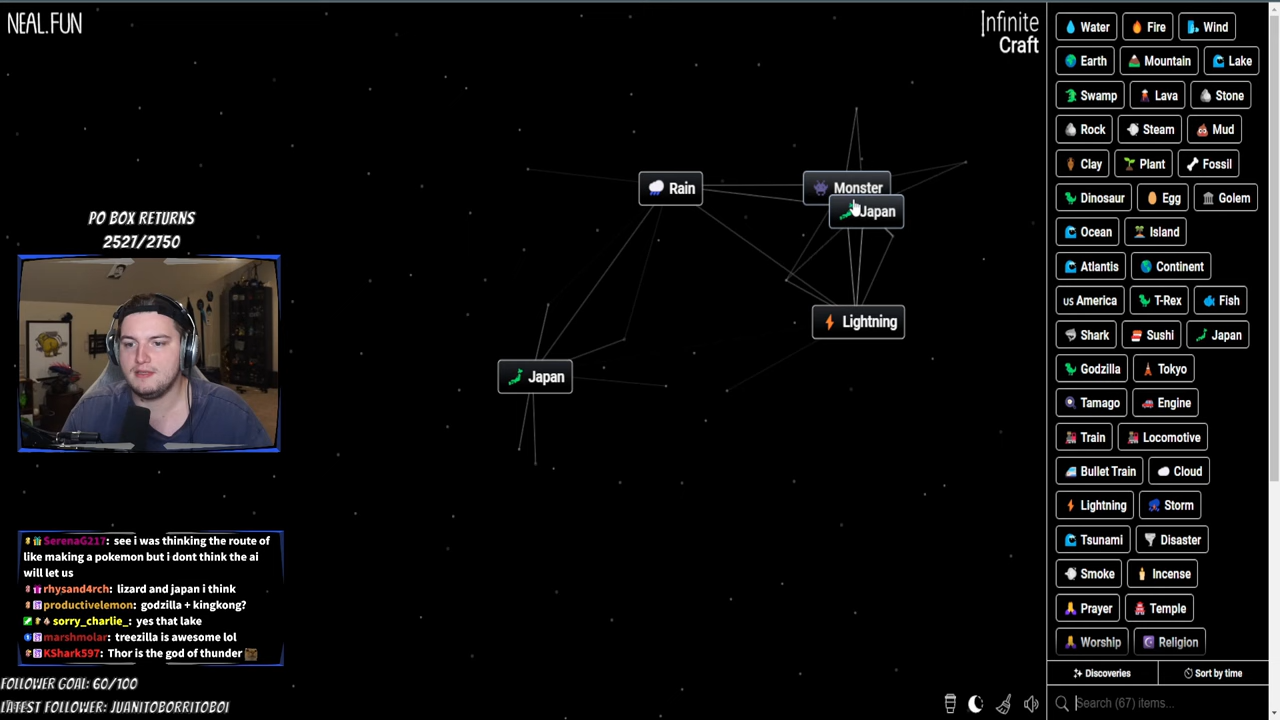 NEAL.FUN
Infinite
Craft
PO BOX RETURNS
2527/2750
Rain
Monster
Japan
Lightning
Japan
SerenaG217: see i was thinking the route of
like making a pokemon but i dont think the ai
will let us
rhysand4rch: lizard and japan i think
productivelemon: godzilla + kingkong?
sorry_charlie_: yes that lake
marshmolar: treezilla is awesome lol
KShark597: Thor is the god of thunder
FOLLOWER GOAL: 60/100
LATEST FOLLOWER: JUANITOBORRITOBOI
Water Fire Wind
Earth Mountain Lake
Swamp Lava Stone
Rock Steam Mud
Clay Plant Fossil
Dinosaur Egg Golem
Ocean Island
Atlantis Continent
US America T-Rex Fish
Shark Sushi Japan
Godzilla Tokyo
Tamago Engine
Train Locomotive
Bullet Train Cloud
Lightning Storm
Tsunami Disaster
Smoke Incense
Prayer Temple
Worship Religion
Discoveries Sort by time
Search (67) items...